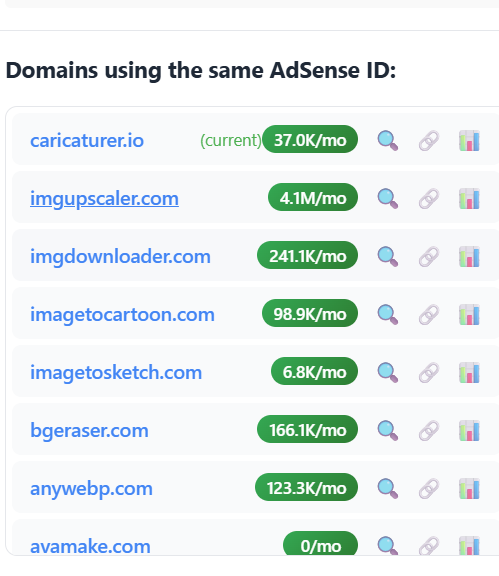 Domains using the same AdSense ID:
caricaturer.io (current) 37.0K/mo
imgupscaler.com 4.1M/mo
imgdownloader.com 241.1K/mo
imagetocartoon.com 98.9K/mo
imagetosketch.com 6.8K/mo
bgeraser.com 166.1K/mo
anywebp.com 123.3K/mo
avamake.com 0/mo